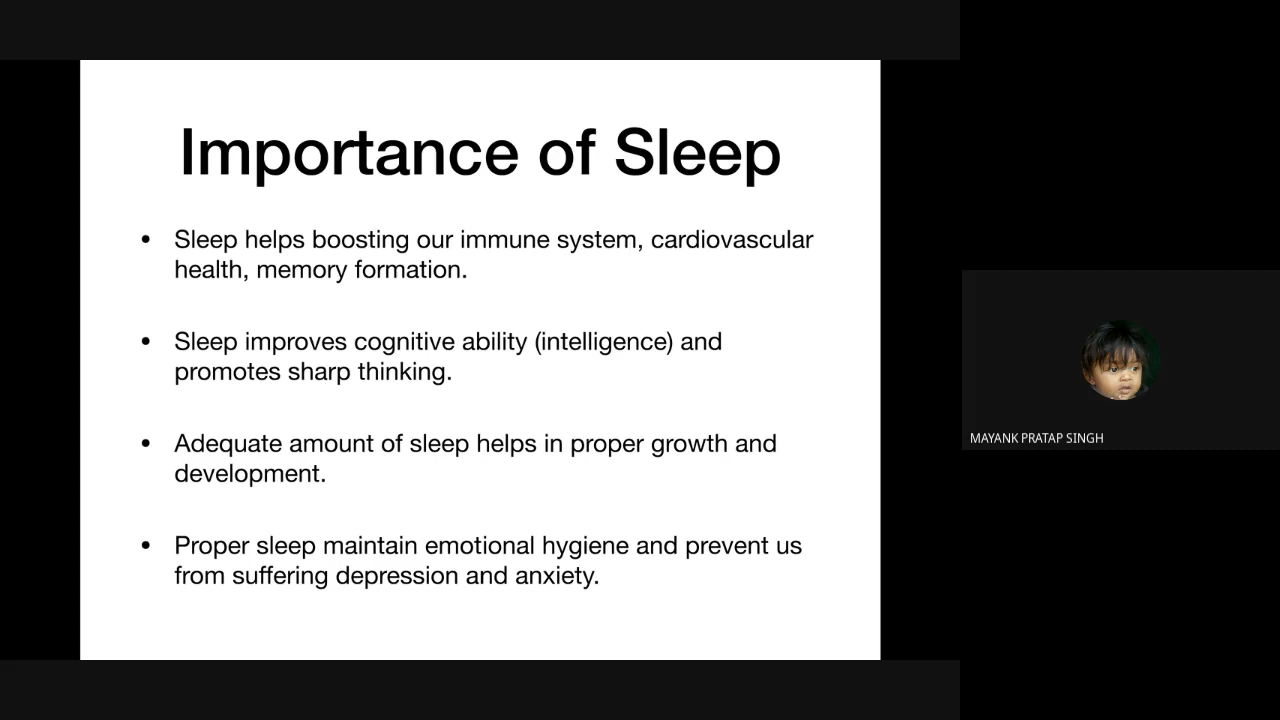 Importance of Sleep
• Sleep helps boosting our immune system, cardiovascular
health, memory formation.
• Sleep improves cognitive ability (intelligence) and
promotes sharp thinking.
• Adequate amount of sleep helps in proper growth and
development.
• Proper sleep maintain emotional hygiene and prevent us
from suffering depression and anxiety.
MAYANK PRATAP SINGH